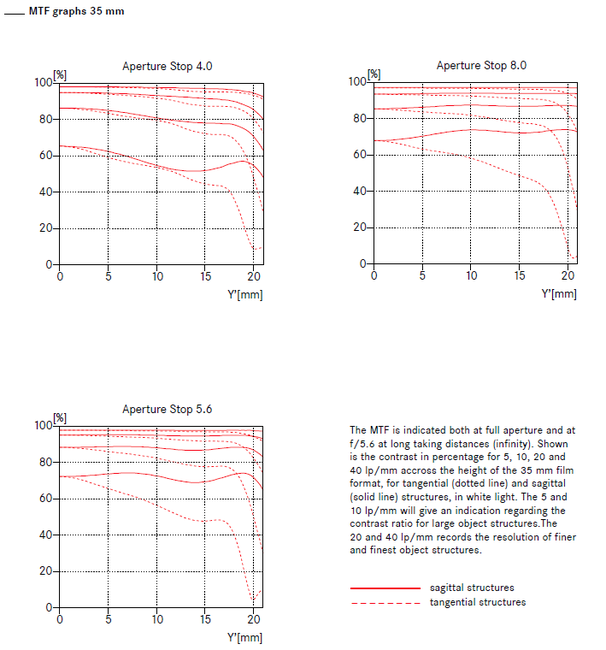 MTF graphs 35 mm
Aperture Stop 4.0
[%]
100
80
60
40
20
0
0 5 10 15 20
Y'[mm]
Aperture Stop 8.0
[%]
100
80
60
40
20
0
0 5 10 15 20
Y'[mm]
Aperture Stop 5.6
[%]
100
80
60
40
20
0
0 5 10 15 20
Y'[mm]
The MTF is indicated both at full aperture and at
f/5.6 at long taking distances (infinity). Shown
is the contrast in percentage for 5, 10, 20 and
40 lp/mm accross the height of the 35 mm film
format, for tangential (dotted line) and sagittal
(solid line) structures, in white light. The 5 and
10 lp/mm will give an indication regarding the
contrast ratio for large object structures.The
20 and 40 lp/mm records the resolution of finer
and finest object structures.
sagittal structures
tangential structures